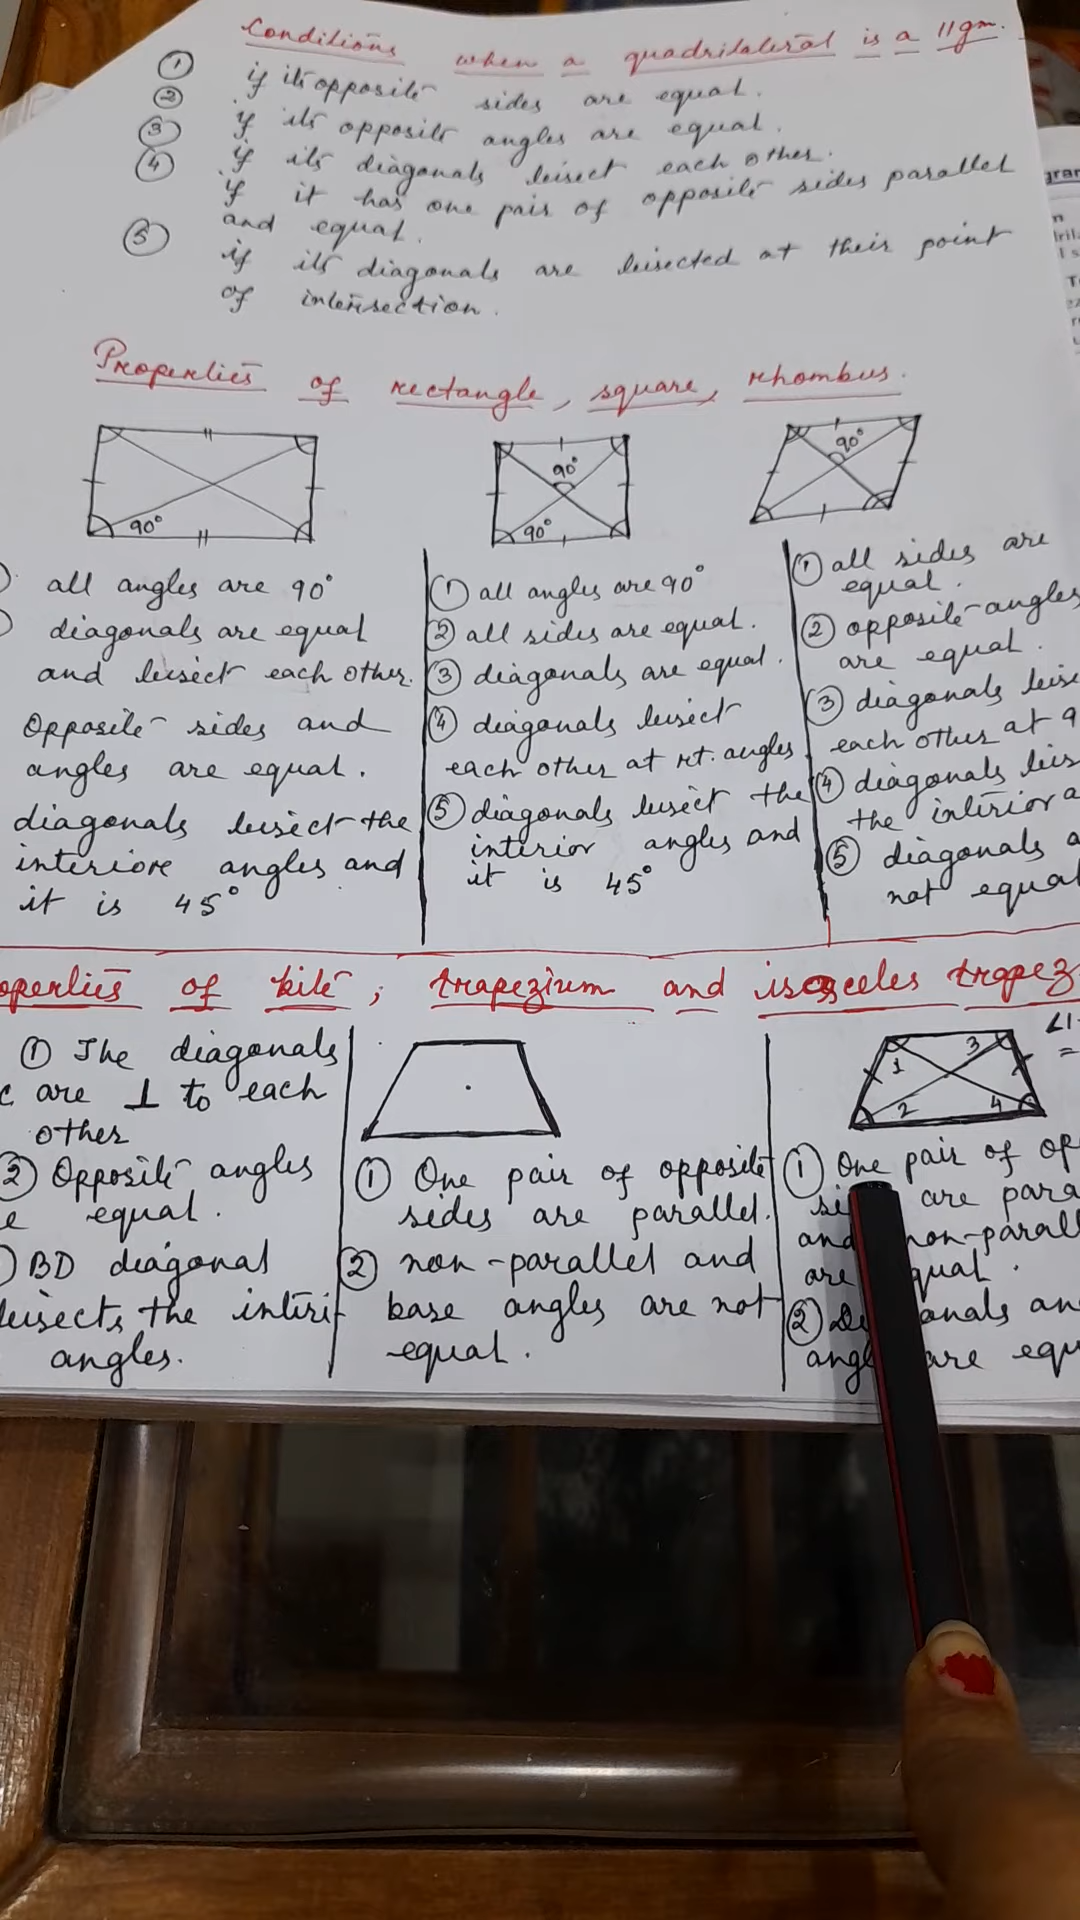 Conditions when a quadrilateral is a ||gm.
① if its opposite sides are equal.
② if its opposite angles are equal.
③ if its diagonals bisect each other.
④ if it has one pair of opposite sides parallel
and equal.
⑤ if its diagonals are bisected at their point
of intersection.
Properties of rectangle, square, rhombus.
90°
90°
90°
90°
all angles are 90°
diagonals are equal
and bisect each other.
Opposite sides and
angles are equal.
diagonals bisect the
interiore angles and
it is 45°
① all angles are 90°
② all sides are equal.
③ diagonals are equal.
④ diagonals bisect
each other at rt. angles
⑤ diagonals bisect the
interior angles and
it is 45°
① all sides are
equal.
② opposite angles
are equal.
③ diagonals bise
each other at 9
④ diagonals bis
the interior a
⑤ diagonals a
not equal
operties of kite, trapezium and isosceles trapez
① The diagonals
are ⊥ to each
other
② Opposite angles
e equal.
BD diagonal
bisects the interi
angles.
① One pair of opposite
sides are parallel.
② non-parallel and
base angles are not
equal.
1
3
2
4
∠1
=
① One pair of op
si are para
and non-parall
are qual.
② Di onals an
angl are equ